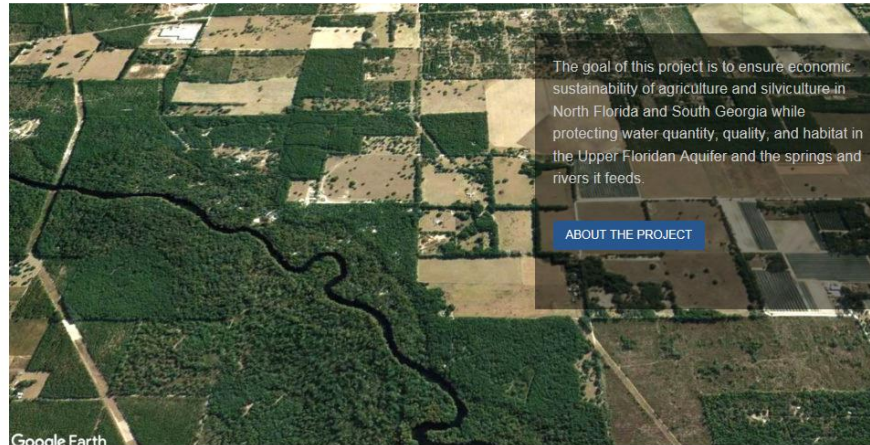 The goal of this project is to ensure economic
sustainability of agriculture and silviculture in
North Florida and South Georgia while
protecting water quantity, quality, and habitat in
the Upper Floridan Aquifer and the springs and
rivers it feeds.
ABOUT THE PROJECT
Google Earth